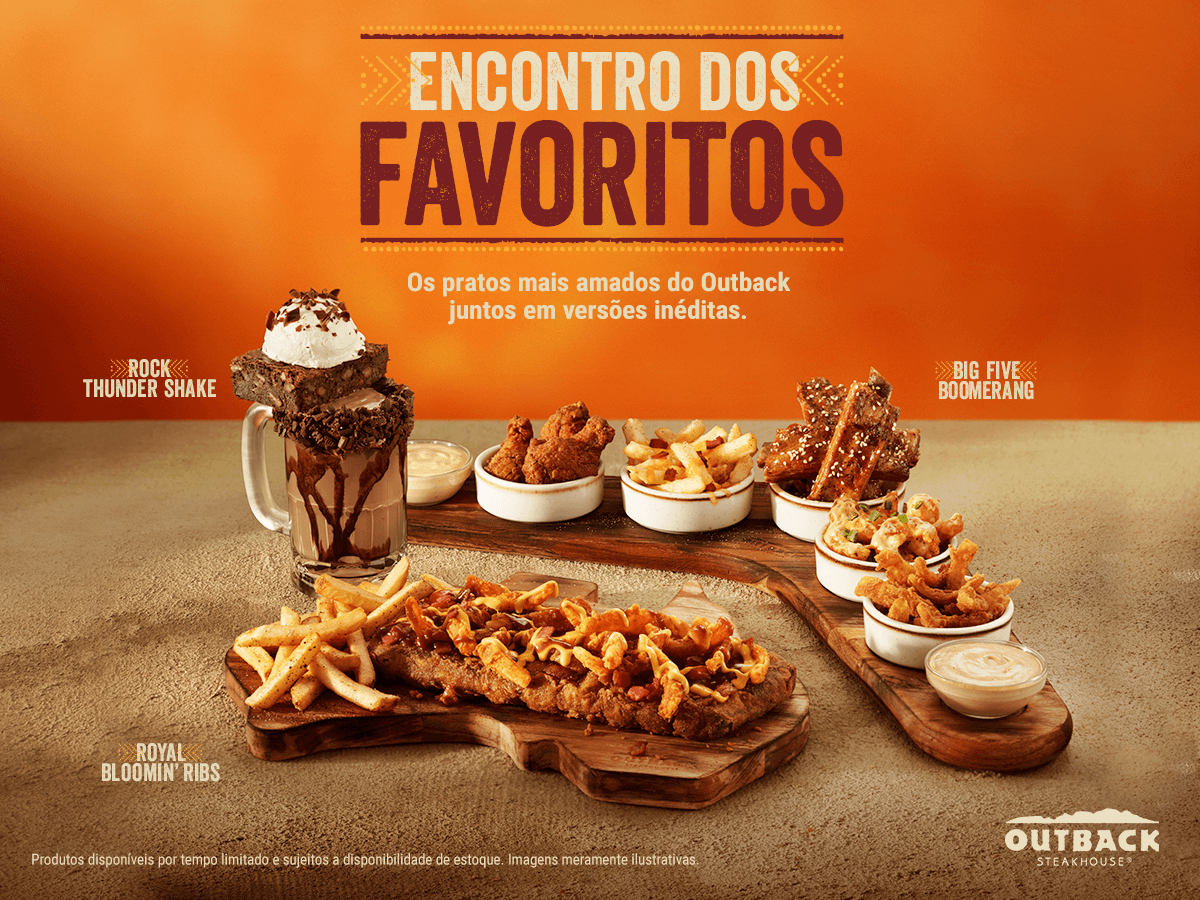 ENCONTRO DOS
FAVORITOS
Os pratos mais amados do Outback
juntos em versões inéditas.
ROCK
THUNDER SHAKE
BIG FIVE
BOOMERANG
ROYAL
BLOOMIN' RIBS
OUTBACK
STEAKHOUSE®
Produtos disponíveis por tempo limitado e sujeitos a disponibilidade de estoque. Imagens meramente ilustrativas.